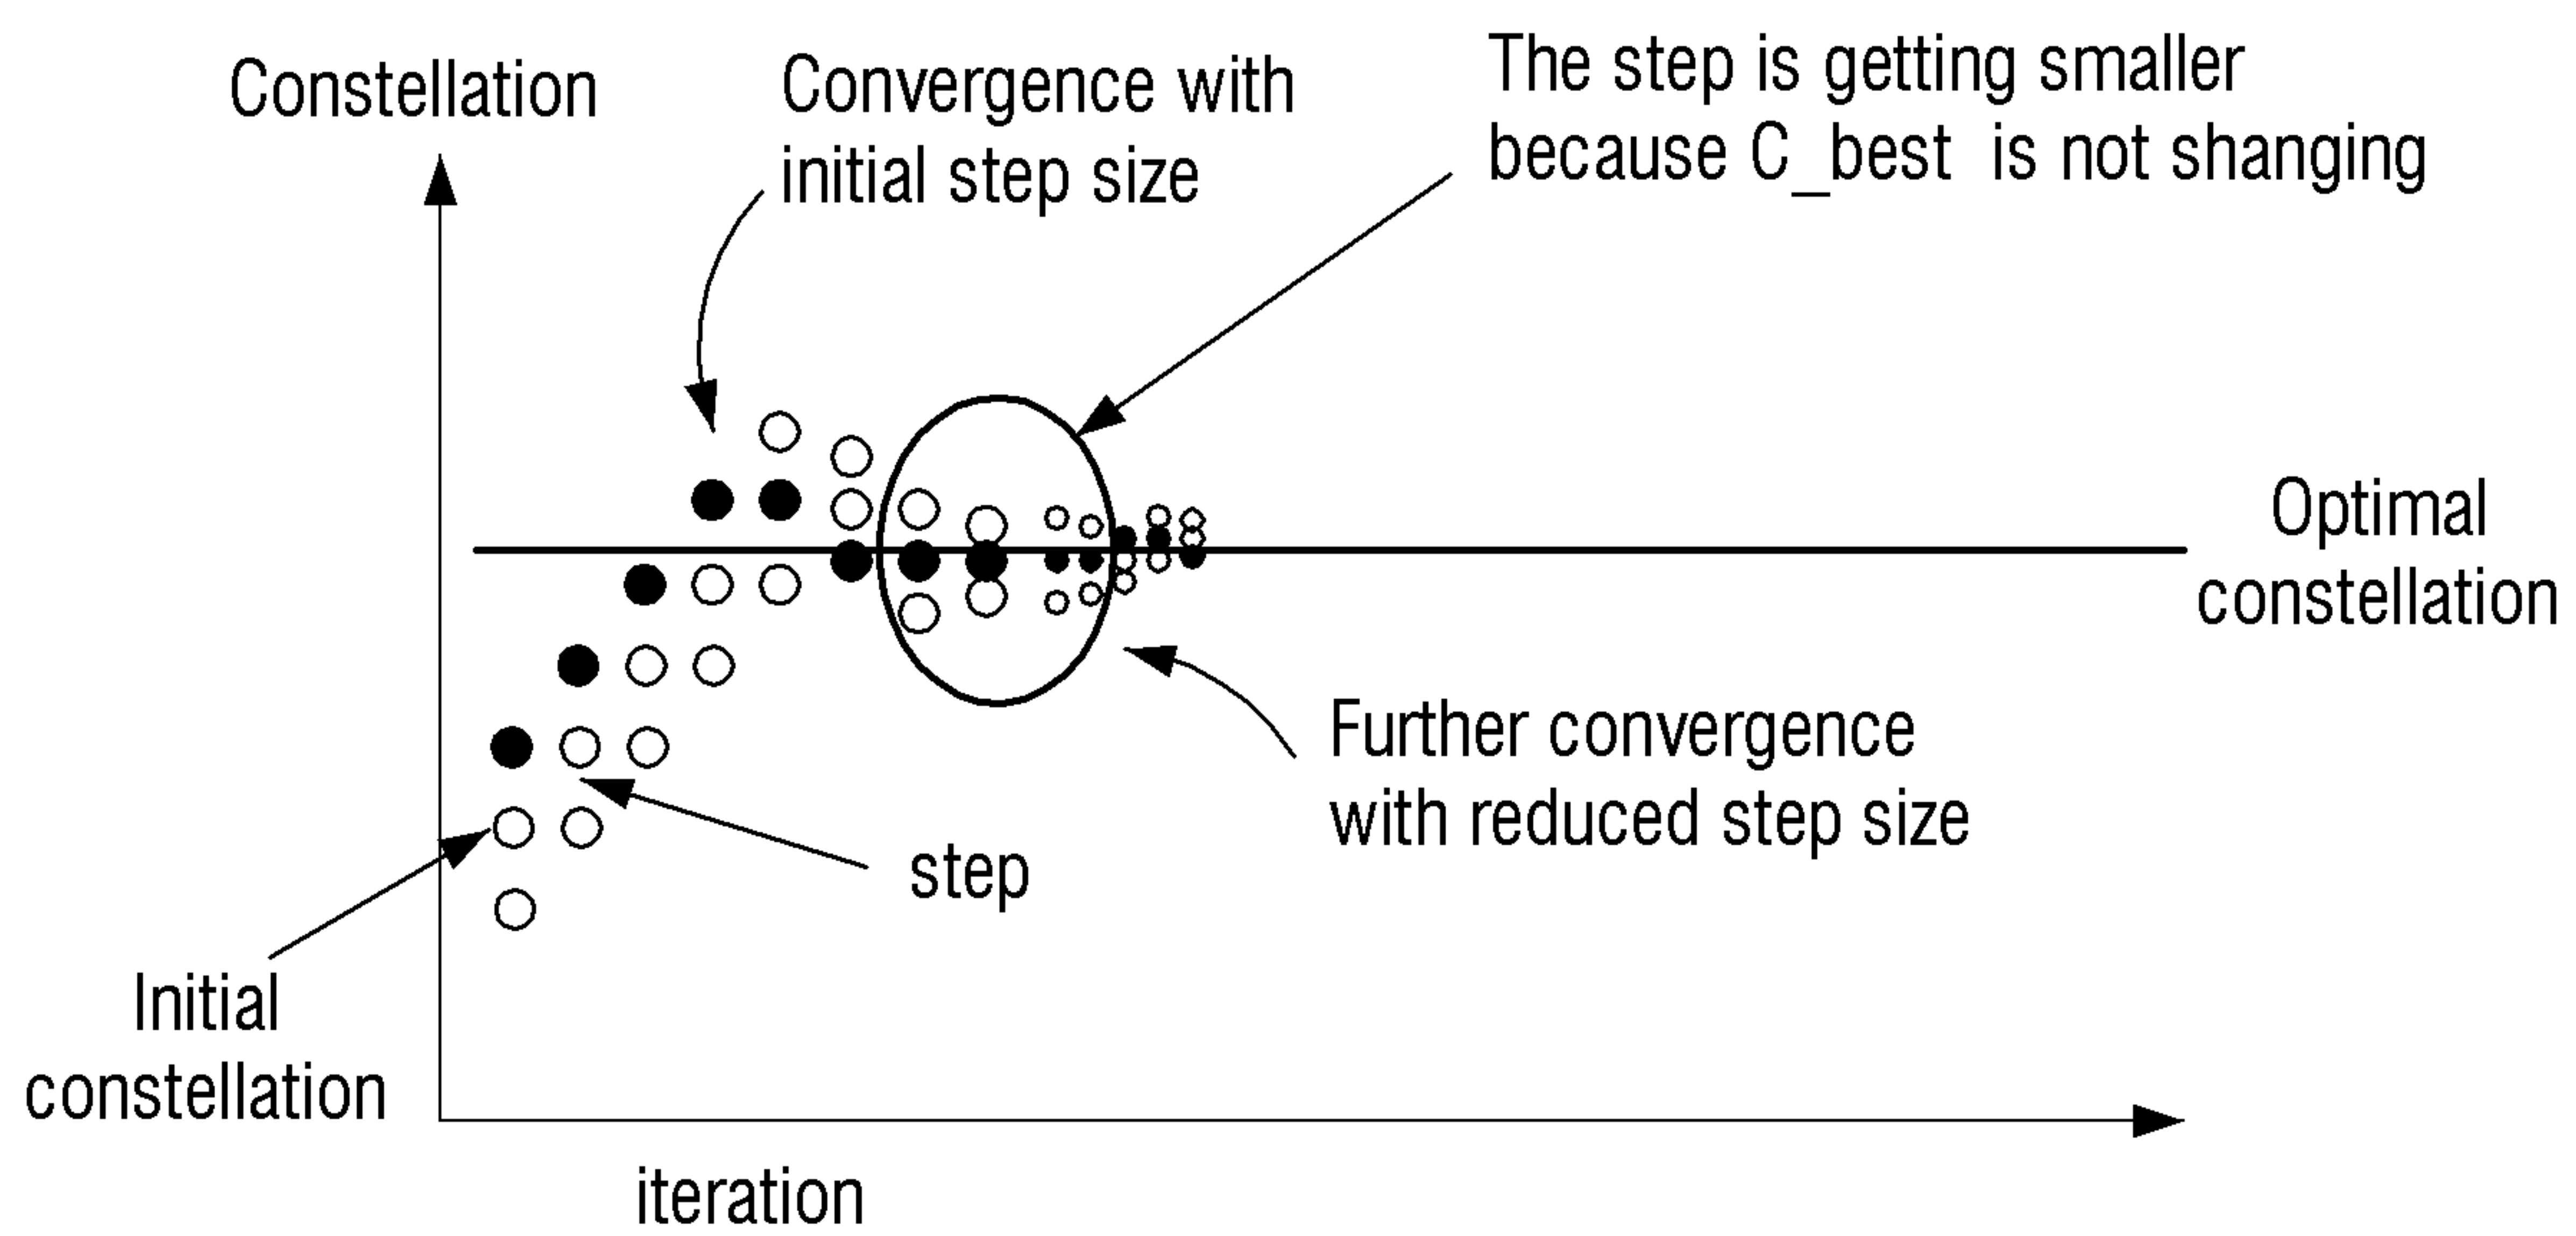 Constellation
Convergence with
initial step size
The step is getting smaller
because C_best is not shanging
Optimal
constellation
Further convergence
with reduced step size
step
Initial
constellation
iteration